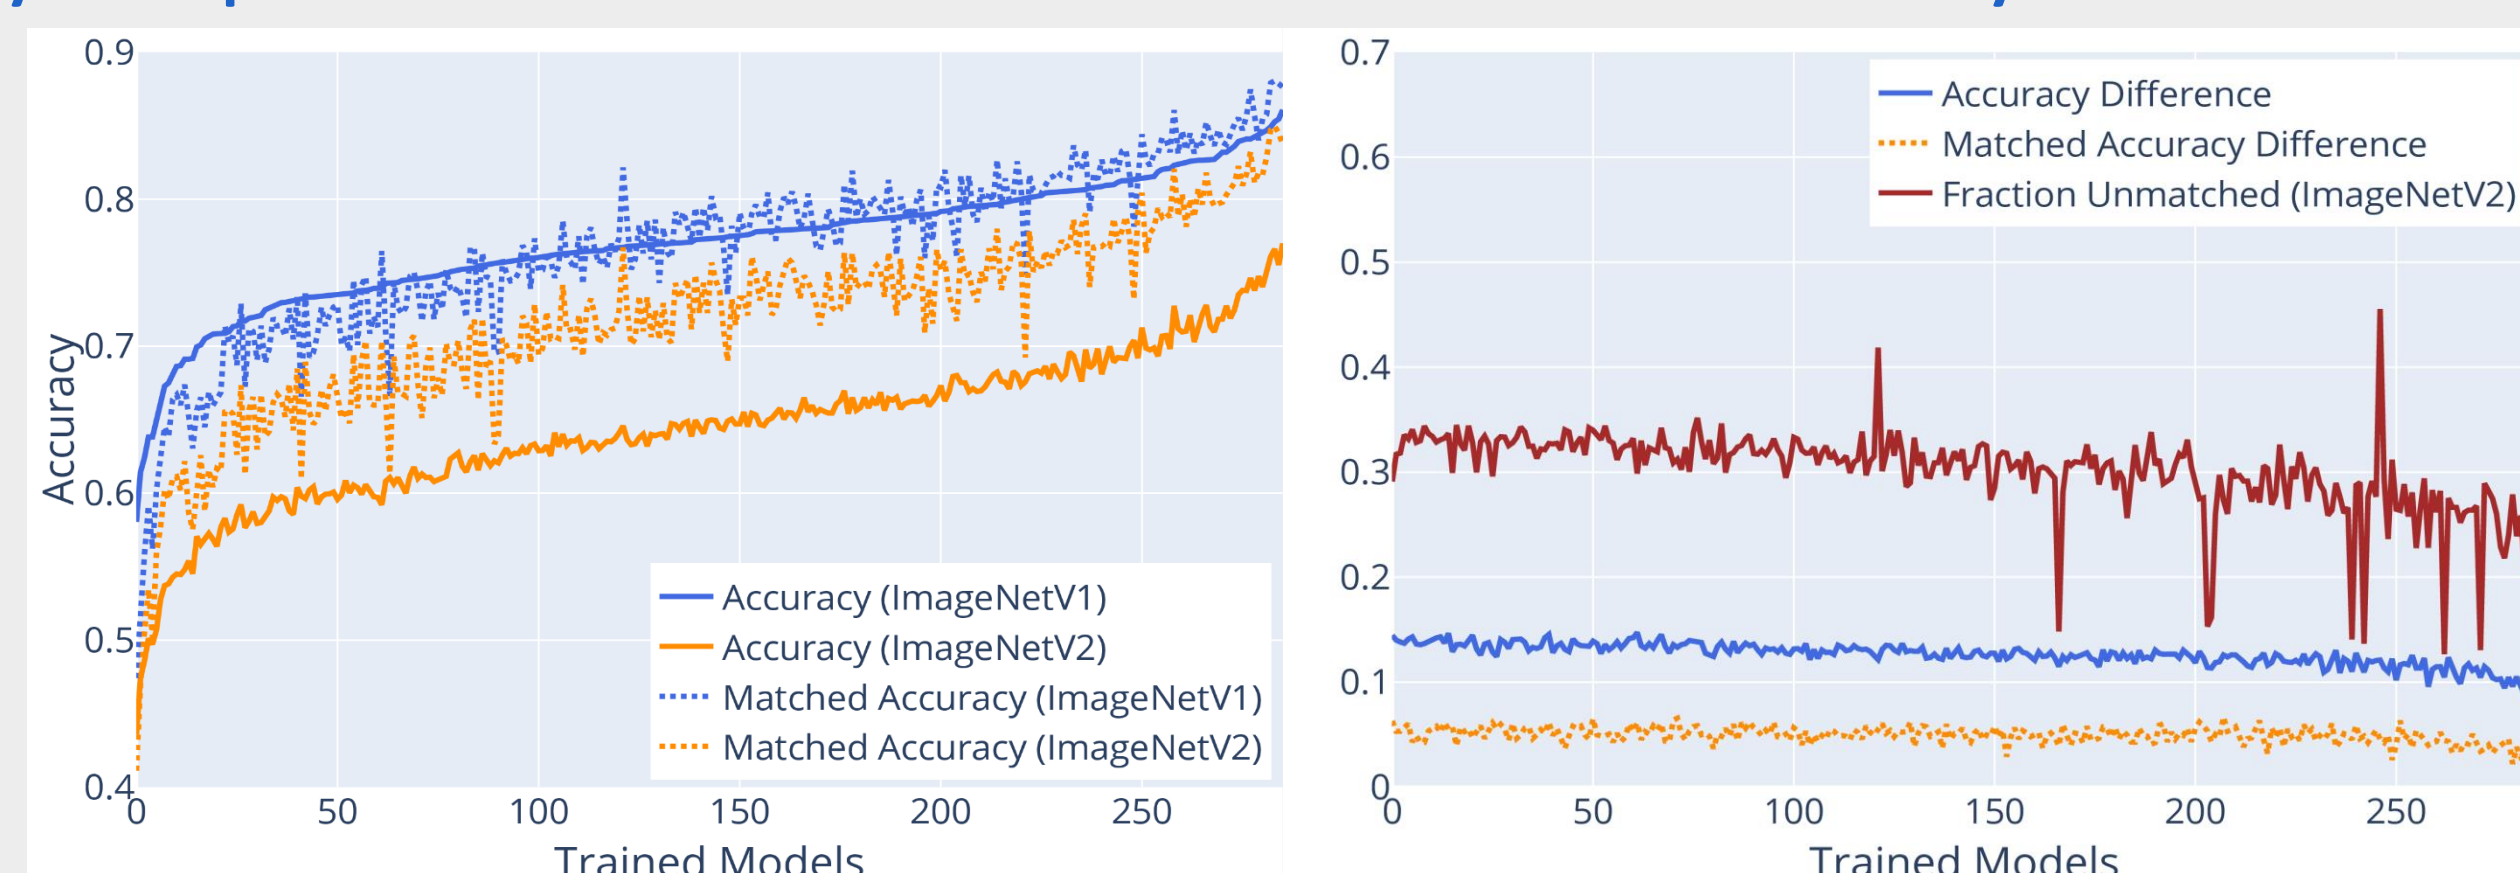 0.9
0.8
0.7
0.6
0.5
0.4
Accuracy
0
50
100
150
200
250
Trained Models
Accuracy (ImageNetV1)
Accuracy (ImageNetV2)
Matched Accuracy (ImageNetV1)
Matched Accuracy (ImageNetV2)
0.7
0.6
0.5
0.4
0.3
0.2
0.1
0
0
50
100
150
200
250
Trained Models
Accuracy Difference
Matched Accuracy Difference
Fraction Unmatched (ImageNetV2)